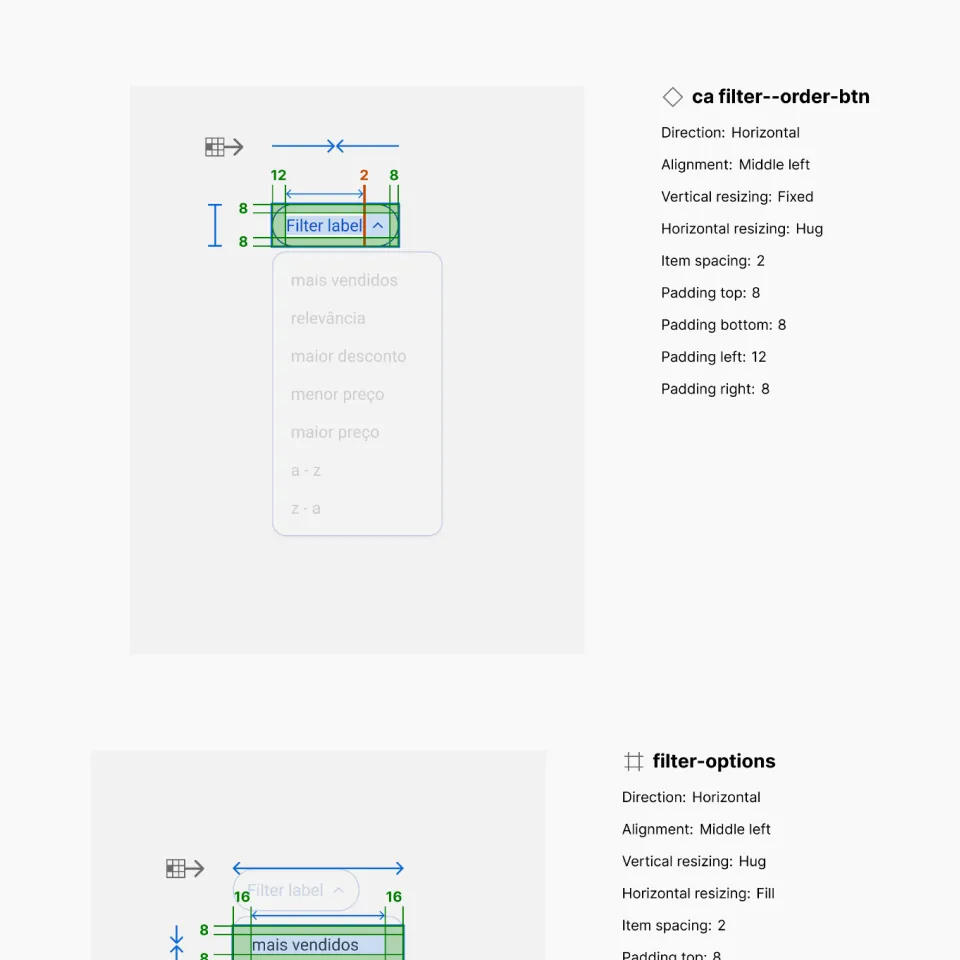 ca filter--order-btn
Direction: Horizontal
Alignment: Middle left
Vertical resizing: Fixed
Horizontal resizing: Hug
Item spacing: 2
Padding top: 8
Padding bottom: 8
Padding left: 12
Padding right: 8
12 2 8
8
Filter label
8
mais vendidos
relevância
maior desconto
menor preço
maior preço
a - z
z - a
filter-options
Direction: Horizontal
Alignment: Middle left
Vertical resizing: Hug
Horizontal resizing: Fill
Item spacing: 2
Padding top: 8
Filter label
16 16
8
mais vendidos
8